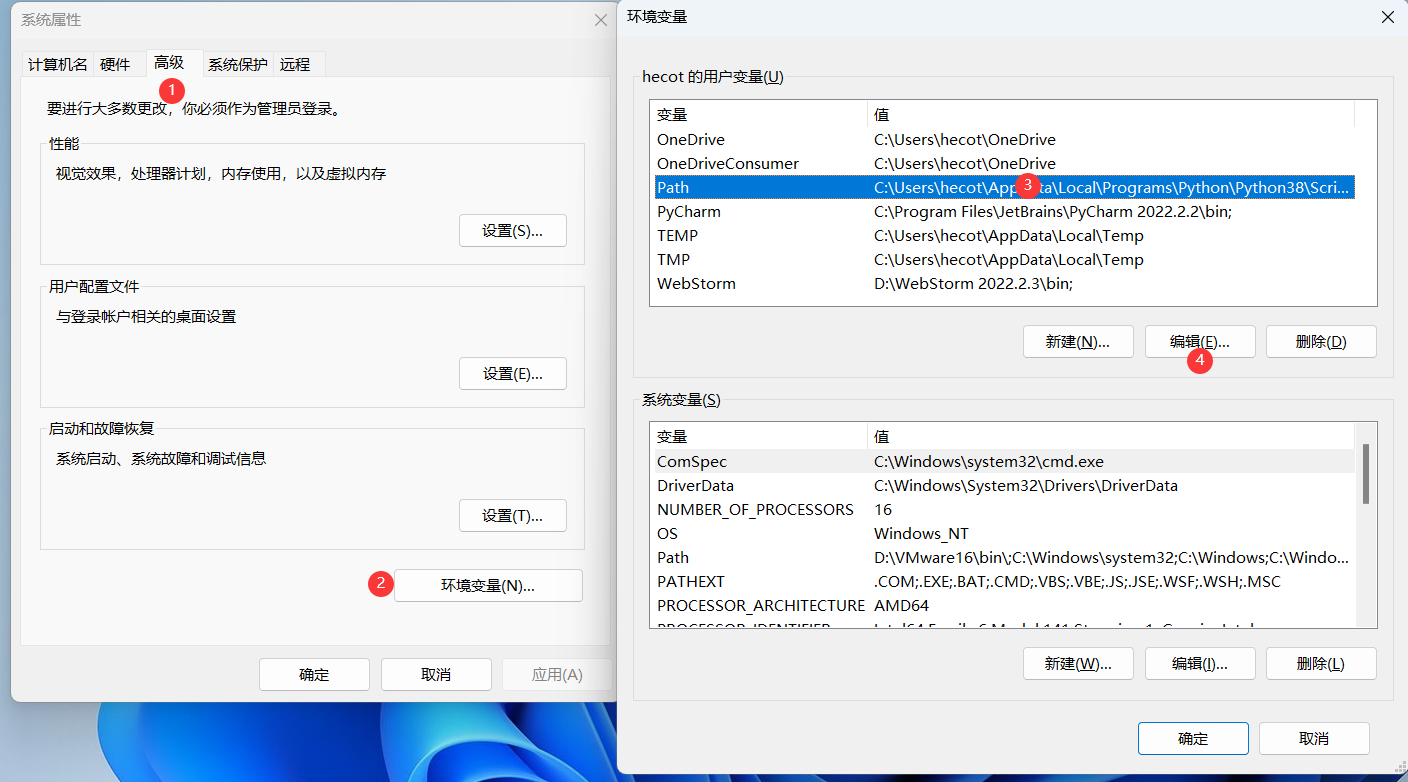 系统属性
计算机名 硬件 高级 系统保护 远程
1
要进行大多数更改，你必须作为管理员登录。
性能
视觉效果，处理器计划，内存使用，以及虚拟内存
设置(S)...
用户配置文件
与登录帐户相关的桌面设置
设置(E)...
启动和故障恢复
系统启动、系统故障和调试信息
设置(T)...
2 环境变量(N)...
确定 取消 应用(A)
环境变量
hecot 的用户变量(U)
变量 值
OneDrive C:\Users\hecot\OneDrive
OneDriveConsumer C:\Users\hecot\OneDrive
Path C:\Users\hecot\AppData\Local\Programs\Python\Python38\Scri...
3
PyCharm C:\Program Files\JetBrains\PyCharm 2022.2.2\bin;
TEMP C:\Users\hecot\AppData\Local\Temp
TMP C:\Users\hecot\AppData\Local\Temp
WebStorm D:\WebStorm 2022.2.3\bin;
新建(N)... 编辑(E)... 删除(D)
4
系统变量(S)
变量 值
ComSpec C:\Windows\system32\cmd.exe
DriverData C:\Windows\System32\Drivers\DriverData
NUMBER_OF_PROCESSORS 16
OS Windows_NT
Path D:\VMware16\bin\;C:\Windows\system32;C:\Windows;C:\Windo...
PATHEXT .COM;.EXE;.BAT;.CMD;.VBS;.VBE;.JS;.JSE;.WSF;.WSH;.MSC
PROCESSOR_ARCHITECTURE AMD64
新建(W)... 编辑(I)... 删除(L)
确定 取消